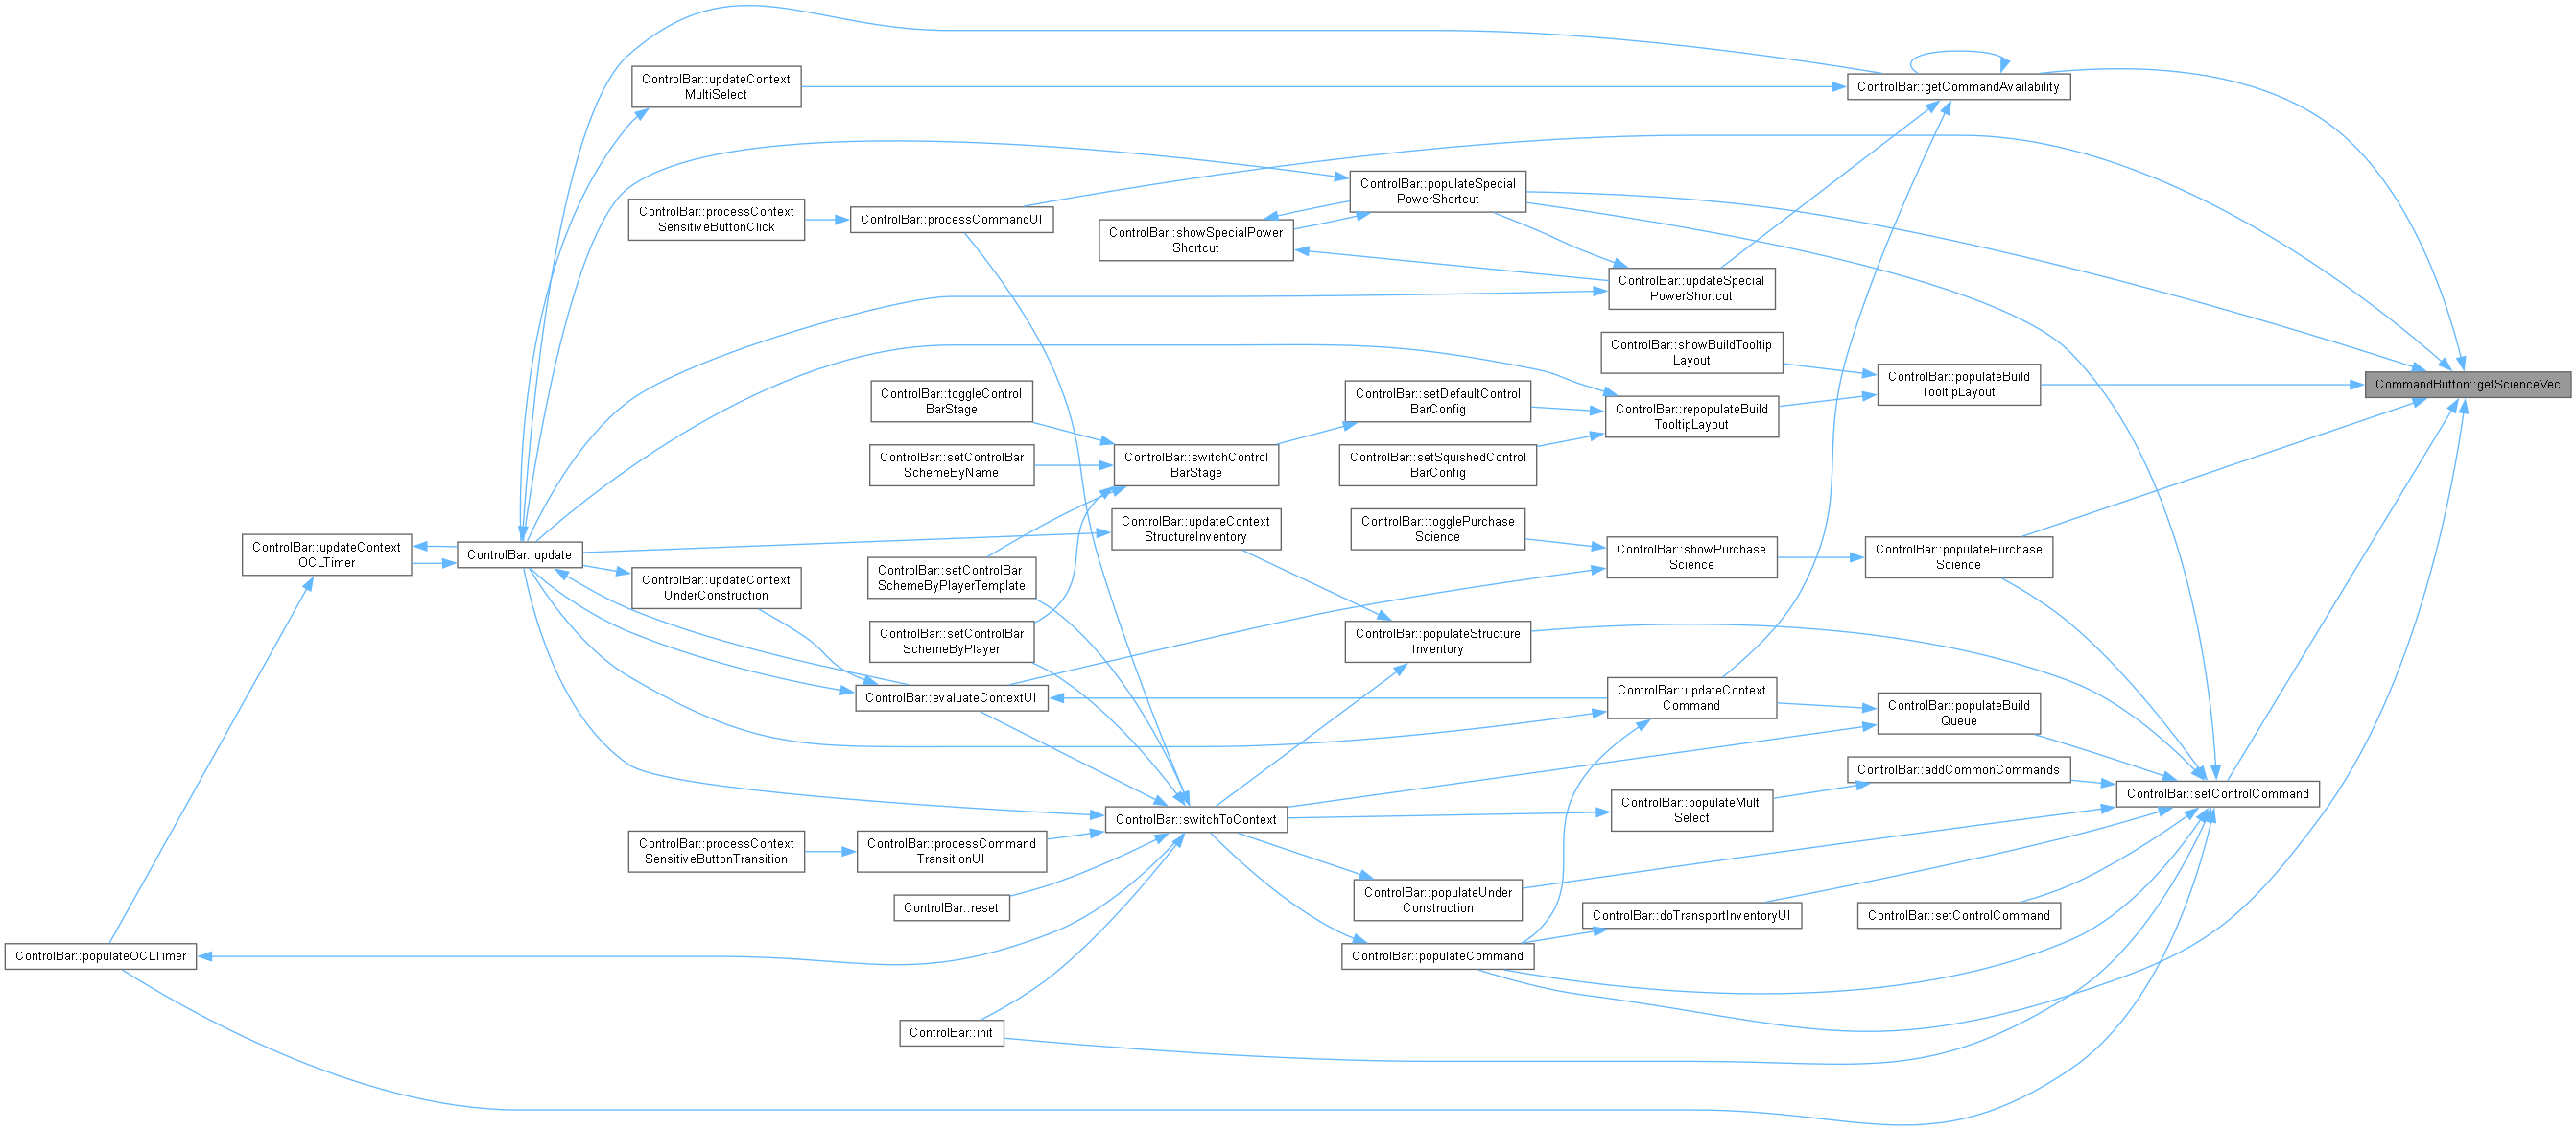 ControlBar::updateContext
MultiSelect
ControlBar::getCommandAvailability
ControlBar::populateSpecial
PowerShortcut
ControlBar::processContext
SensitiveButtonClick
ControlBar::processCommandUI
ControlBar::showSpecialPower
Shortcut
ControlBar::updateSpecial
PowerShortcut
ControlBar::showBuildTooltip
Layout
ControlBar::populateBuild
TooltipLayout
CommandButton::getScienceVec
ControlBar::toggleControl
BarStage
ControlBar::setDefaultControl
BarConfig
ControlBar::repopulateBuild
TooltipLayout
ControlBar::setControlBar
SchemeByName
ControlBar::switchControl
BarStage
ControlBar::setSquishedControl
BarConfig
ControlBar::updateContext
StructureInventory
ControlBar::togglePurchase
Science
ControlBar::showPurchase
Science
ControlBar::populatePurchase
Science
ControlBar::updateContext
OCLTimer
ControlBar::update
ControlBar::updateContext
UnderConstruction
ControlBar::setControlBar
SchemeByPlayerTemplate
ControlBar::setControlBar
SchemeByPlayer
ControlBar::populateStructure
Inventory
ControlBar::evaluateContextUI
ControlBar::updateContext
Command
ControlBar::populateBuild
Queue
ControlBar::addCommonCommands
ControlBar::setControlCommand
ControlBar::populateMulti
Select
ControlBar::switchToContext
ControlBar::processContext
SensitiveButtonTransition
ControlBar::processCommand
TransitionUI
ControlBar::populateUnder
Construction
ControlBar::reset
ControlBar::doTransportInventoryUI
ControlBar::setControlCommand
ControlBar::populateOCLTimer
ControlBar::populateCommand
ControlBar::init